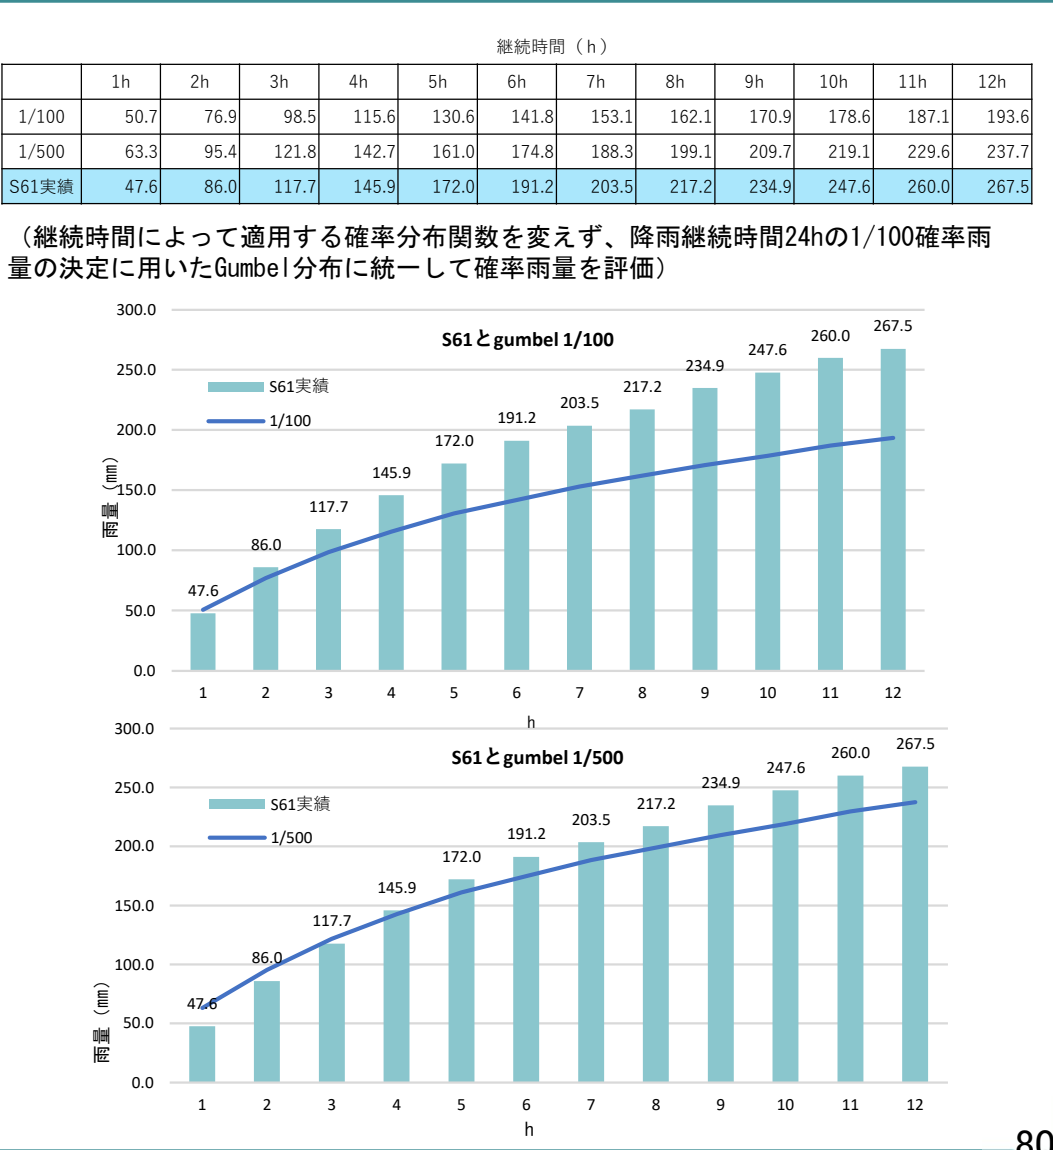 継続時間（ｈ）
1h 2h 3h 4h 5h 6h 7h 8h 9h 10h 11h 12h
1/100 50.7 76.9 98.5 115.6 130.6 141.8 153.1 162.1 170.9 178.6 187.1 193.6
1/500 63.3 95.4 121.8 142.7 161.0 174.8 188.3 199.1 209.7 219.1 229.6 237.7
S61実績 47.6 86.0 117.7 145.9 172.0 191.2 203.5 217.2 234.9 247.6 260.0 267.5
（継続時間によって適用する確率分布関数を変えず、降雨継続時間24hの1/100確率雨
量の決定に用いたGumbel分布に統一して確率雨量を評価）
S61とgumbel 1/100
S61実績
1/100
雨量（mm）
300.0
250.0
200.0
150.0
100.0
50.0
0.0
47.6 86.0 117.7 145.9 172.0 191.2 203.5 217.2 234.9 247.6 260.0 267.5
1 2 3 4 5 6 7 8 9 10 11 12
h
S61とgumbel 1/500
S61実績
1/500
雨量（mm）
300.0
250.0
200.0
150.0
100.0
50.0
0.0
47.6 86.0 117.7 145.9 172.0 191.2 203.5 217.2 234.9 247.6 260.0 267.5
1 2 3 4 5 6 7 8 9 10 11 12
h
80